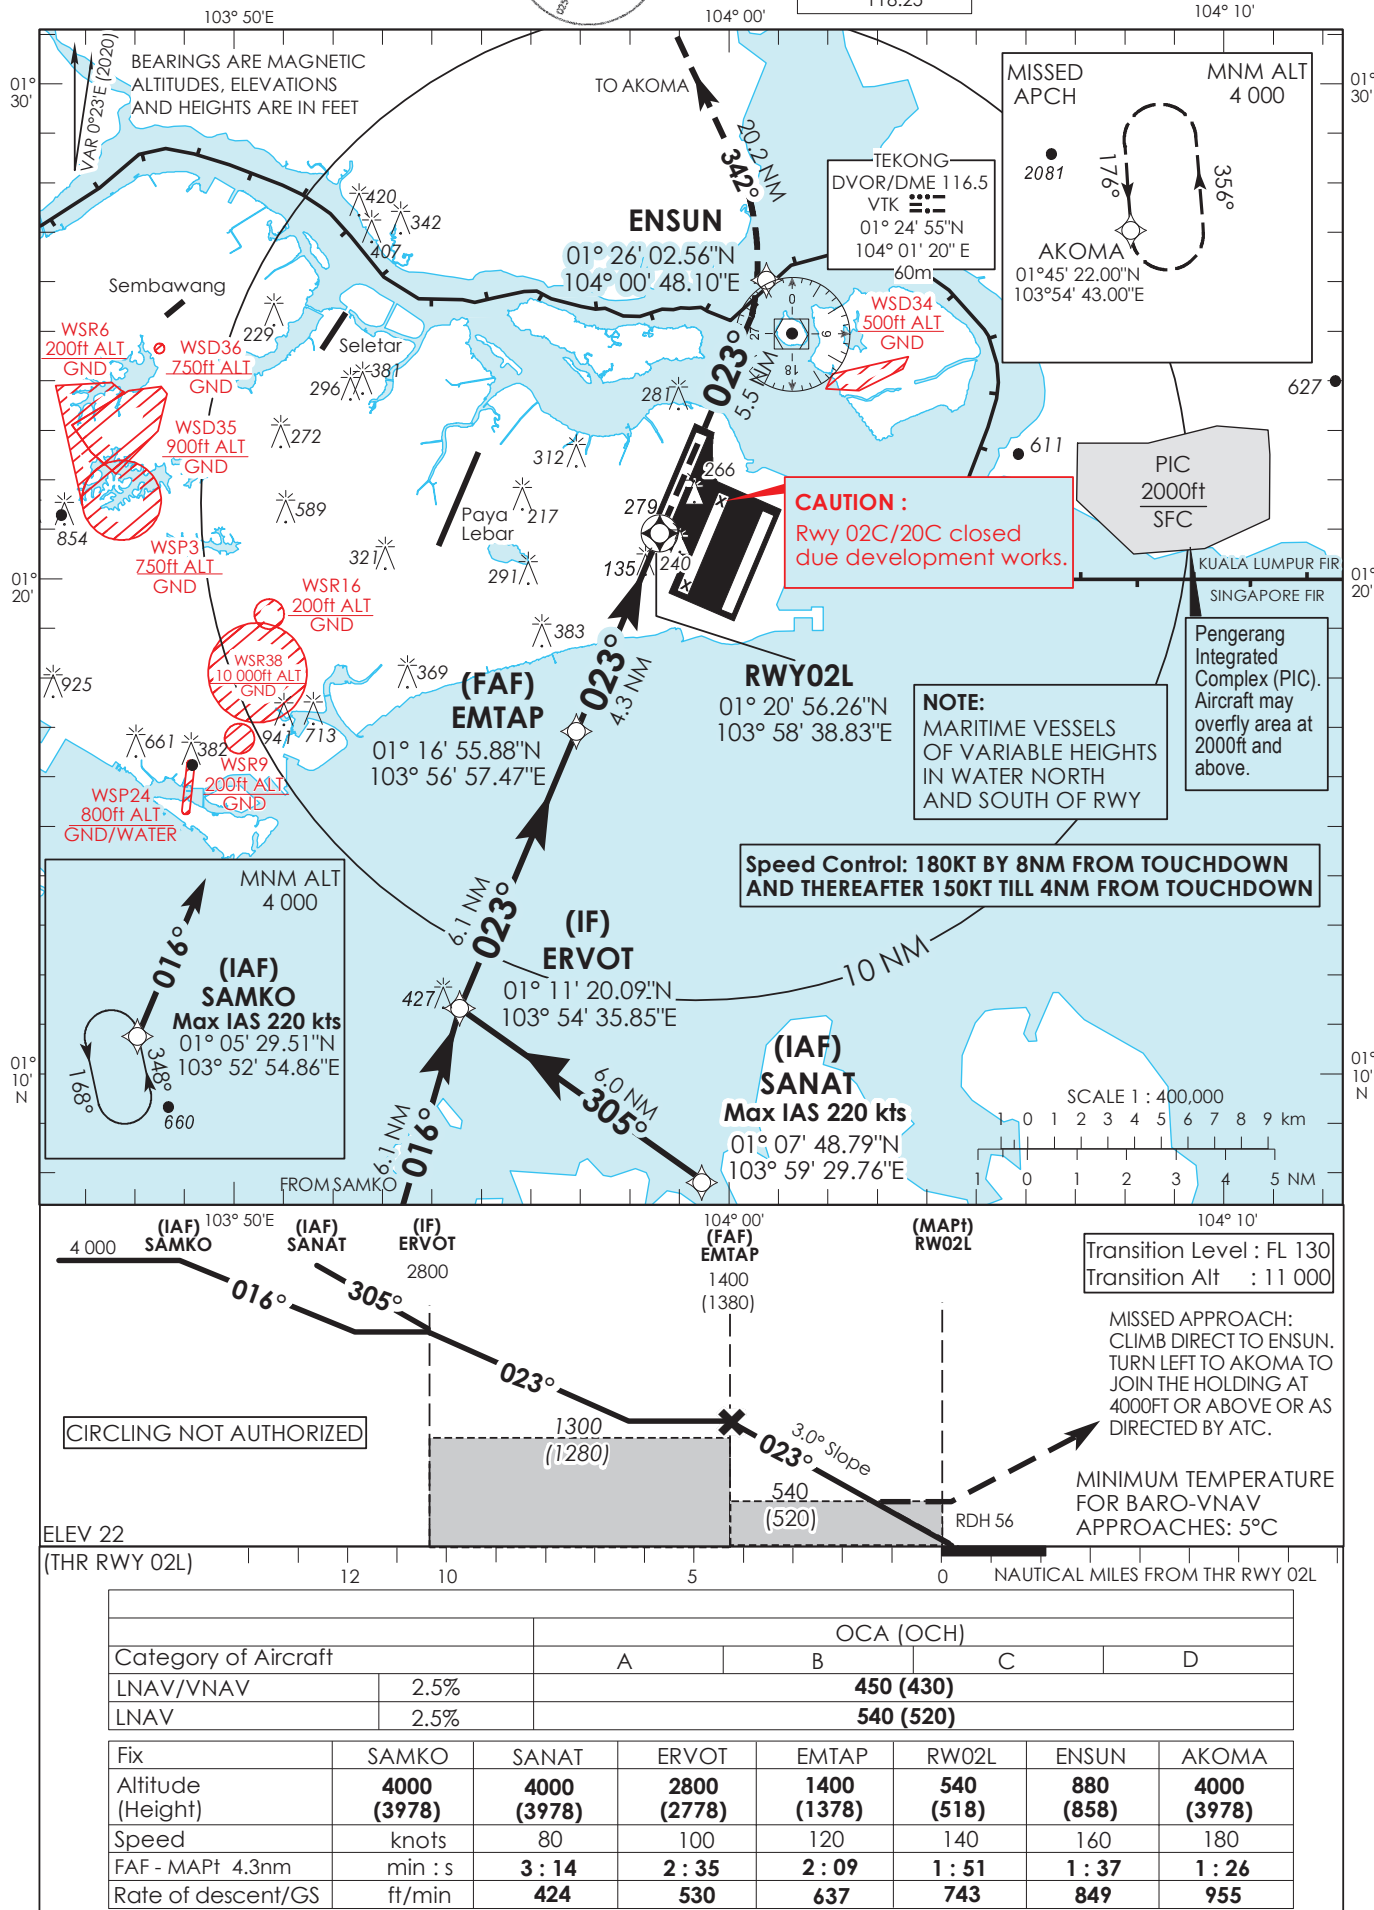 118.25
103° 50'E
104° 00'
104° 10'
01°
30'
01°
30'
VAR 0°23'E (2020)
BEARINGS ARE MAGNETIC
ALTITUDES, ELEVATIONS
AND HEIGHTS ARE IN FEET
TO AKOMA
20.2 NM
342°
MISSED
APCH
MNM ALT
4 000
2081
176°
356°
AKOMA
01°45' 22.00"N
103°54' 43.00"E
TEKONG
DVOR/DME 116.5
VTK
01° 24' 55"N
104° 01' 20" E
60m
ENSUN
01° 26' 02.56"N
104° 00' 48.10"E
420
342
407
Sembawang
229
Seletar
296
381
272
312
281
589
217
321
291
Paya
Lebar
279
266
135
240
383
369
854
925
661
382
941
713
427
611
627
0
9
18
27
WSR6
200ft ALT
GND
WSD36
750ft ALT
GND
WSD35
900ft ALT
GND
WSP3
750ft ALT
GND
WSR16
200ft ALT
GND
WSR38
10 000ft ALT
GND
WSR9
200ft ALT
GND
WSP24
800ft ALT
GND/WATER
WSD34
500ft ALT
GND
023°
5.5 NM
x
x
CAUTION :
Rwy 02C/20C closed
due development works.
PIC
2000ft
SFC
KUALA LUMPUR FIR
SINGAPORE FIR
01°
20'
01°
20'
Pengerang
Integrated
Complex (PIC).
Aircraft may
overfly area at
2000ft and
above.
RWY02L
01° 20' 56.26"N
103° 58' 38.83"E
NOTE:
MARITIME VESSELS
OF VARIABLE HEIGHTS
IN WATER NORTH
AND SOUTH OF RWY
023°
4.3 NM
(FAF)
EMTAP
01° 16' 55.88"N
103° 56' 57.47"E
Speed Control: 180KT BY 8NM FROM TOUCHDOWN
AND THEREAFTER 150KT TILL 4NM FROM TOUCHDOWN
10 NM
6.1 NM
023°
(IF)
ERVOT
01° 11' 20.09"N
103° 54' 35.85"E
MNM ALT
4 000
016°
(IAF)
SAMKO
Max IAS 220 kts
01° 05' 29.51"N
103° 52' 54.86"E
168°
348°
660
6.0 NM
305°
(IAF)
SANAT
Max IAS 220 kts
01° 07' 48.79"N
103° 59' 29.76"E
6.1 NM
016°
FROM SAMKO
SCALE 1 : 400,000
1 0 1 2 3 4 5 6 7 8 9 km
1 0 1 2 3 4 5 NM
01°
10'
N
01°
10'
N
103° 50'E
104° 00'
104° 10'
4 000
(IAF)
SAMKO
(IAF)
SANAT
(IF)
ERVOT
2800
(FAF)
EMTAP
1400
(1380)
(MAPt)
RW02L
016°
305°
023°
023°
3.0° Slope
Transition Level : FL 130
Transition Alt : 11 000
MISSED APPROACH:
CLIMB DIRECT TO ENSUN.
TURN LEFT TO AKOMA TO
JOIN THE HOLDING AT
4000FT OR ABOVE OR AS
DIRECTED BY ATC.
MINIMUM TEMPERATURE
FOR BARO-VNAV
APPROACHES: 5°C
CIRCLING NOT AUTHORIZED
1300
(1280)
540
(520)
RDH 56
ELEV 22
(THR RWY 02L)
12 10 5 0 NAUTICAL MILES FROM THR RWY 02L
OCA (OCH)
Category of Aircraft A B C D
LNAV/VNAV 2.5% 450 (430)
LNAV 2.5% 540 (520)
Fix SAMKO SANAT ERVOT EMTAP RW02L ENSUN AKOMA
Altitude 4000 4000 2800 1400 540 880 4000
(Height) (3978) (3978) (2778) (1378) (518) (858) (3978)
Speed knots 80 100 120 140 160 180
FAF - MAPt 4.3nm min : s 3 : 14 2 : 35 2 : 09 1 : 51 1 : 37 1 : 26
Rate of descent/GS ft/min 424 530 637 743 849 955